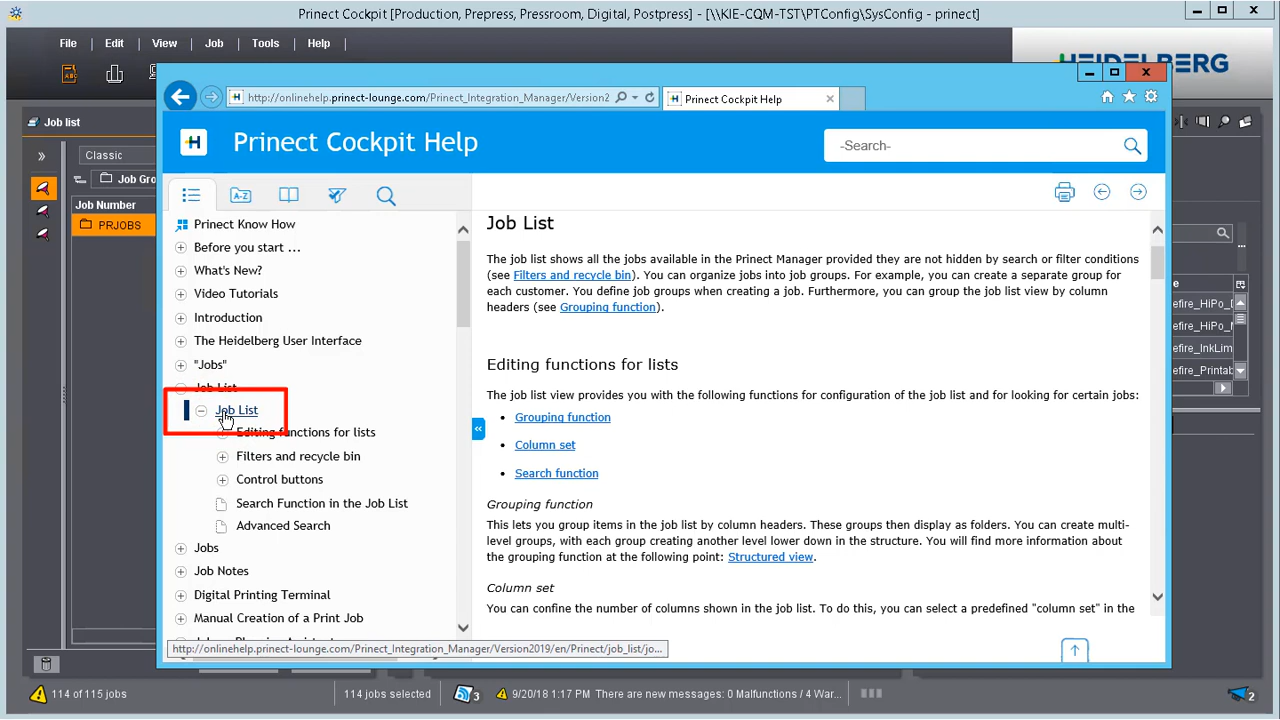 Prinect Cockpit [Production, Prepress, Pressroom, Digital, Postpress] - [\\KIE-CQM-TST\PTConfig\SysConfig - prinect]
File Edit View Job Tools Help
HEIDELBERG
http://onlinehelp.prinect-lounge.com/Prinect_Integration_Manager/Version2
Prinect Cockpit Help
Job list
Prinect Cockpit Help
-Search-
Classic
Job Gro
Job Number
PRJOBS
A-Z
Prinect Know How
Before you start ...
What's New?
Video Tutorials
Introduction
The Heidelberg User Interface
"Jobs"
Job List
Job List
Editing functions for lists
Filters and recycle bin
Control buttons
Search Function in the Job List
Advanced Search
Jobs
Job Notes
Digital Printing Terminal
Manual Creation of a Print Job
Job List
The job list shows all the jobs available in the Prinect Manager provided they are not hidden by search or filter conditions
(see Filters and recycle bin). You can organize jobs into job groups. For example, you can create a separate group for
each customer. You define job groups when creating a job. Furthermore, you can group the job list view by column
headers (see Grouping function).
Editing functions for lists
The job list view provides you with the following functions for configuration of the job list and for looking for certain jobs:
Grouping function
Column set
Search function
Grouping function
This lets you group items in the job list by column headers. These groups then display as folders. You can create multi-
level groups, with each group creating another level lower down in the structure. You will find more information about
the grouping function at the following point: Structured view.
Column set
You can confine the number of columns shown in the job list. To do this, you can select a predefined "column set" in the
e
efire_HiPo_D
efire_HiPo_M
efire_InkLim
efire_Printab
http://onlinehelp.prinect-lounge.com/Prinect_Integration_Manager/Version2019/en/Prinect/job_list/jo...
114 of 115 jobs
114 jobs selected
3
9/20/18 1:17 PM There are new messages: 0 Malfunctions / 4 War...
2